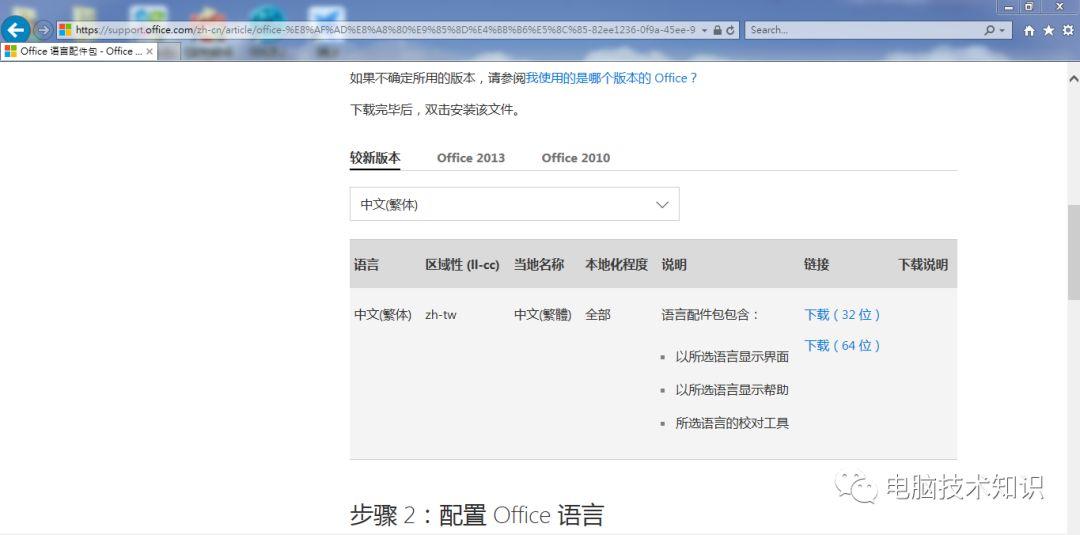 https://support.office.com/zh-cn/article/office-%E8%AF%AD%E8%A8%80%E9%85%8D%E4%BB%B6%E5%8C%85-82ee1236-0f9a-45ee-9
Search...
Office 语言配件包 - Office ...
如果不确定所用的版本，请参阅我使用的是哪个版本的 Office？
下载完毕后，双击安装该文件。
较新版本 Office 2013 Office 2010
中文(繁体)
语言 区域性 (ll-cc) 当地名称 本地化程度 说明 链接 下载说明
中文(繁体) zh-tw 中文(繁體) 全部 语言配件包包含： 下载（32 位）
下载（64 位）
以所选语言显示界面
以所选语言显示帮助
所选语言的校对工具
电脑技术知识
步骤 2：配置 Office 语言